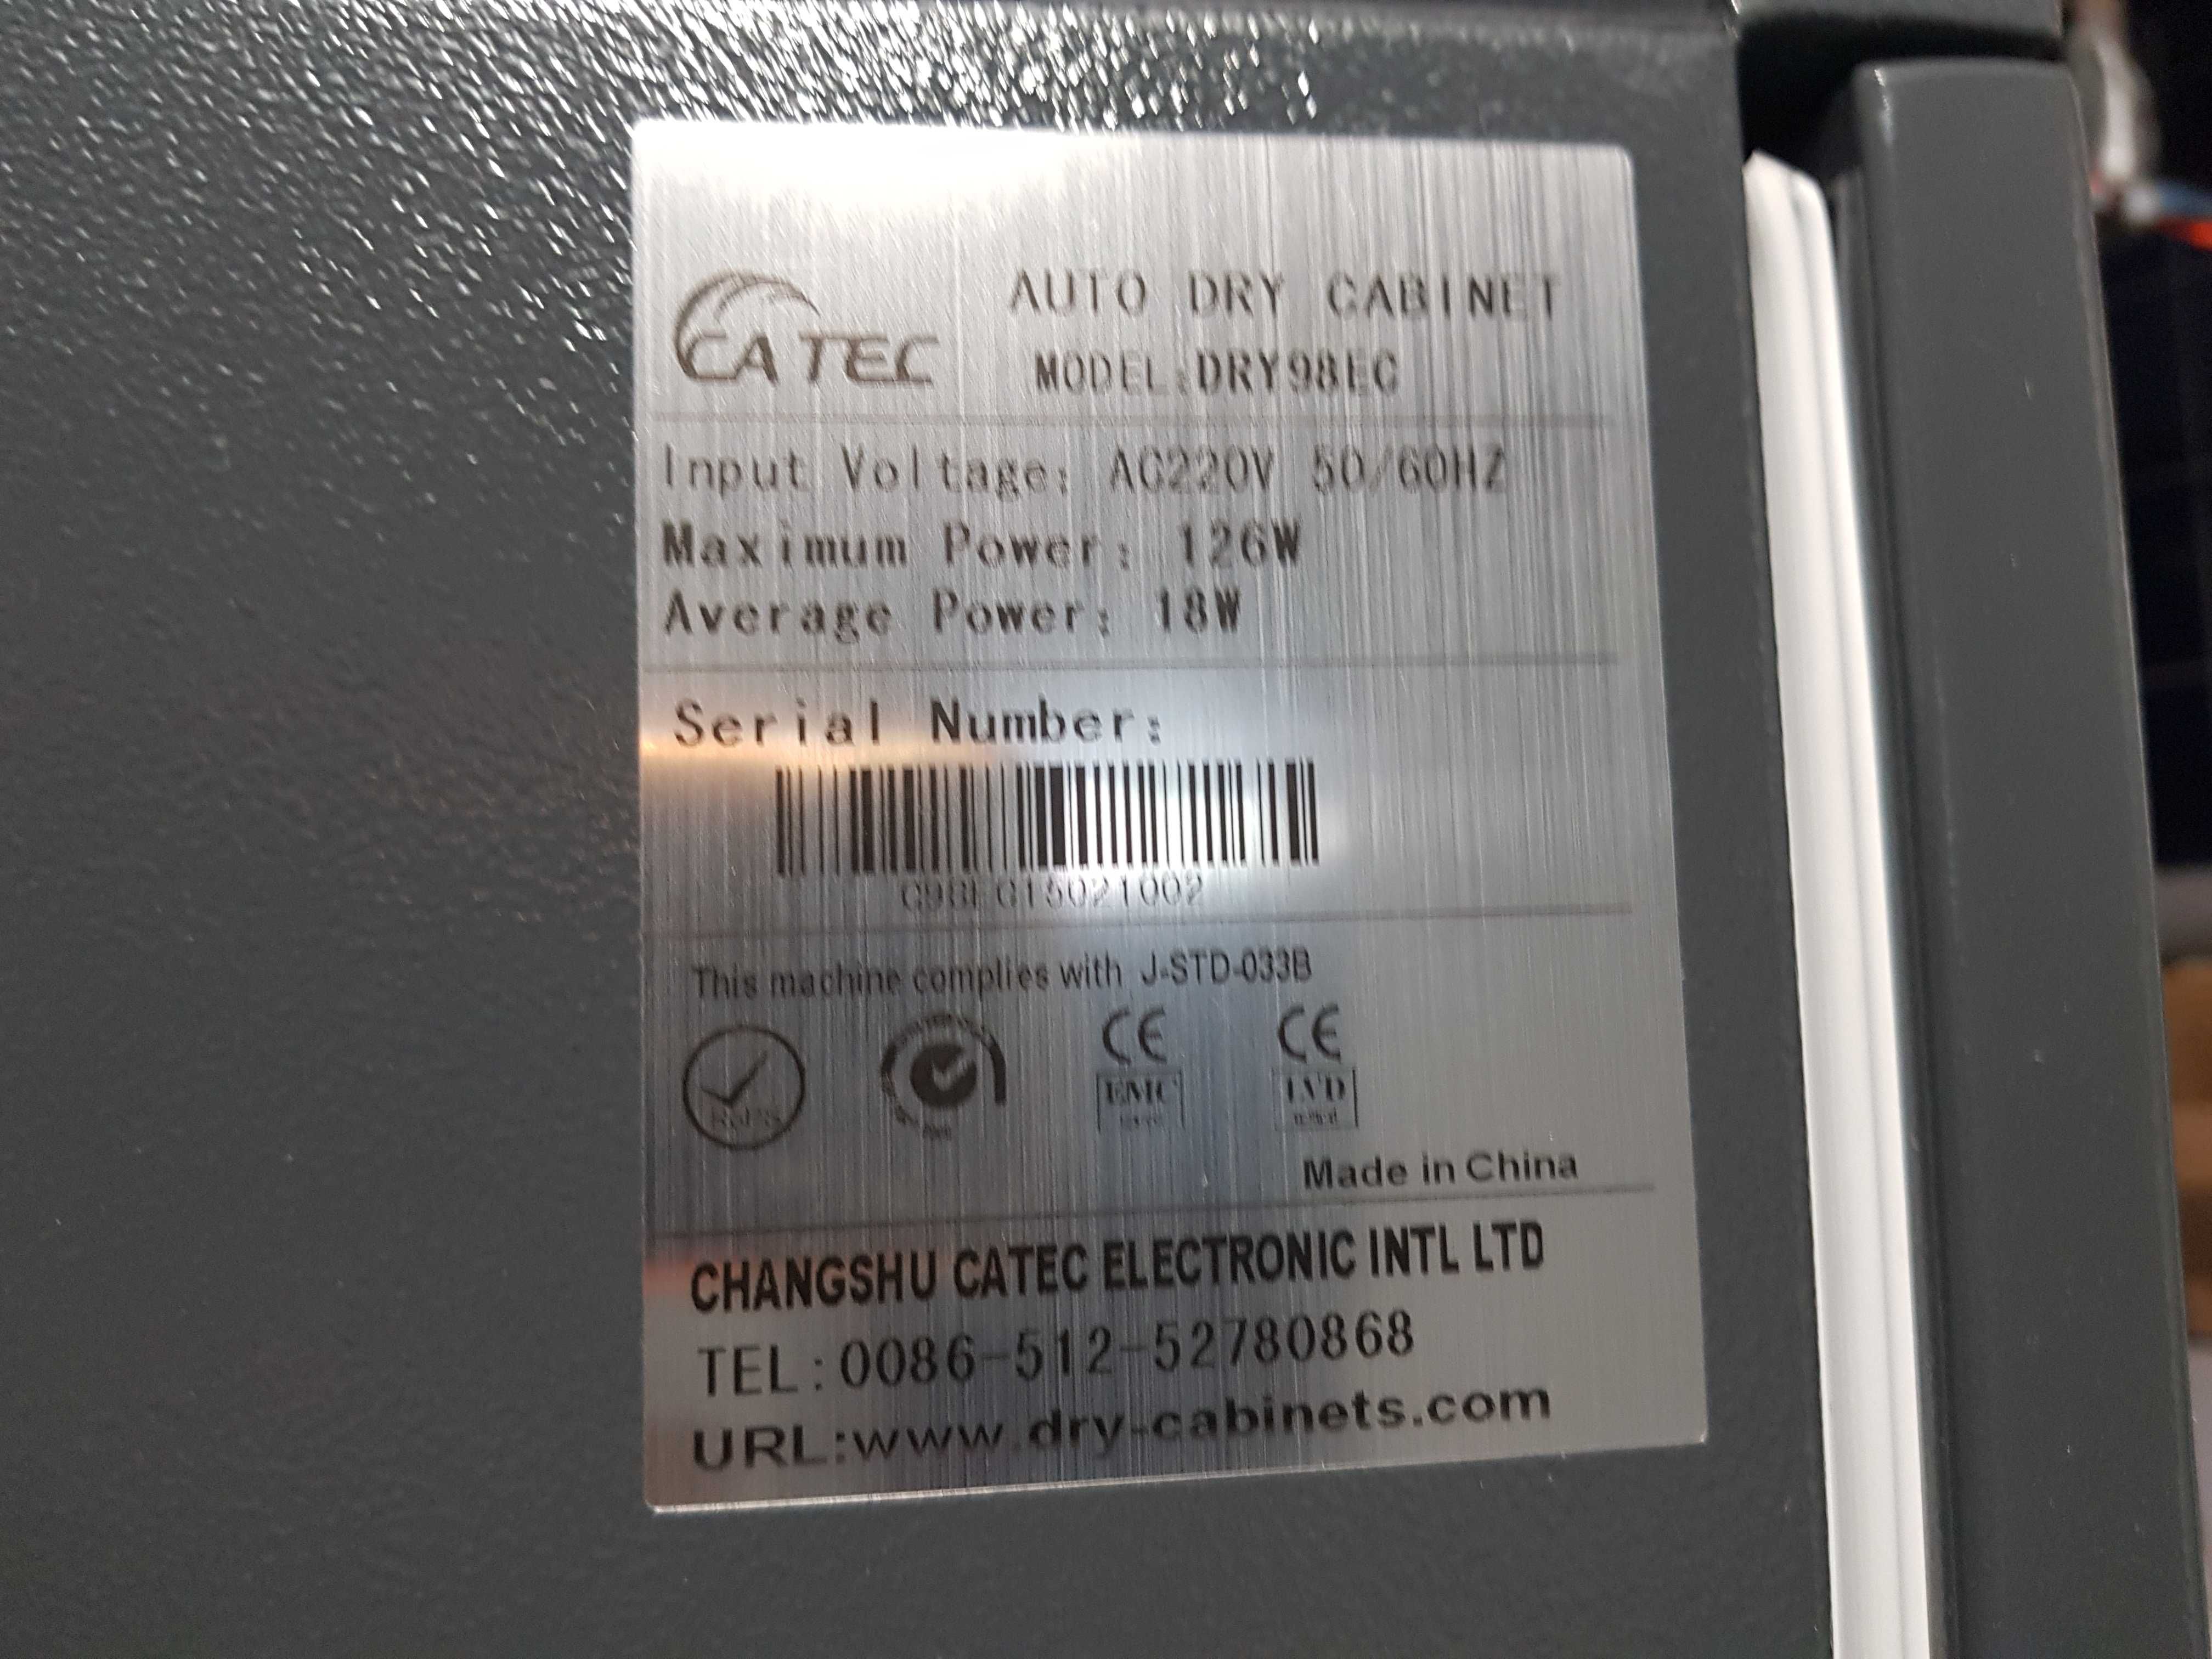 CATEC
AUTO DRY CABINET
MODEL:DRY98EC
Input Voltage: AC220V 50/60HZ
Maximum Power: 126W
Average Power: 18W
Serial Number:
C98EC15021002
This machine complies with J-STD-033B
RoHS
CE CE
EMC LVD
Made in China
CHANGSHU CATEC ELECTRONIC INTL LTD
TEL:0086-512-52780868
URL:www.dry-cabinets.com